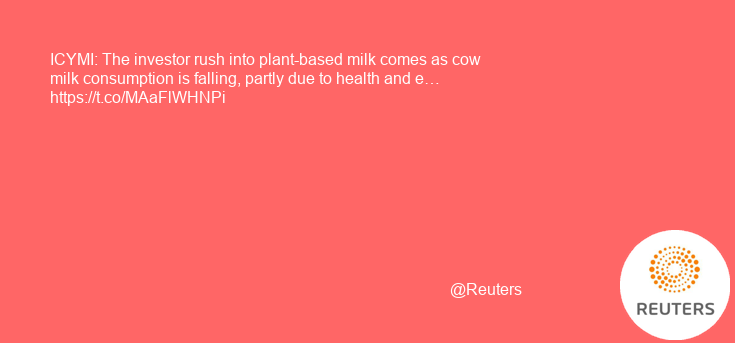 ICYMI: The investor rush into plant-based milk comes as cow
milk consumption is falling, partly due to health and e…
https://t.co/MAaFlWHNPi
@Reuters
REUTERS